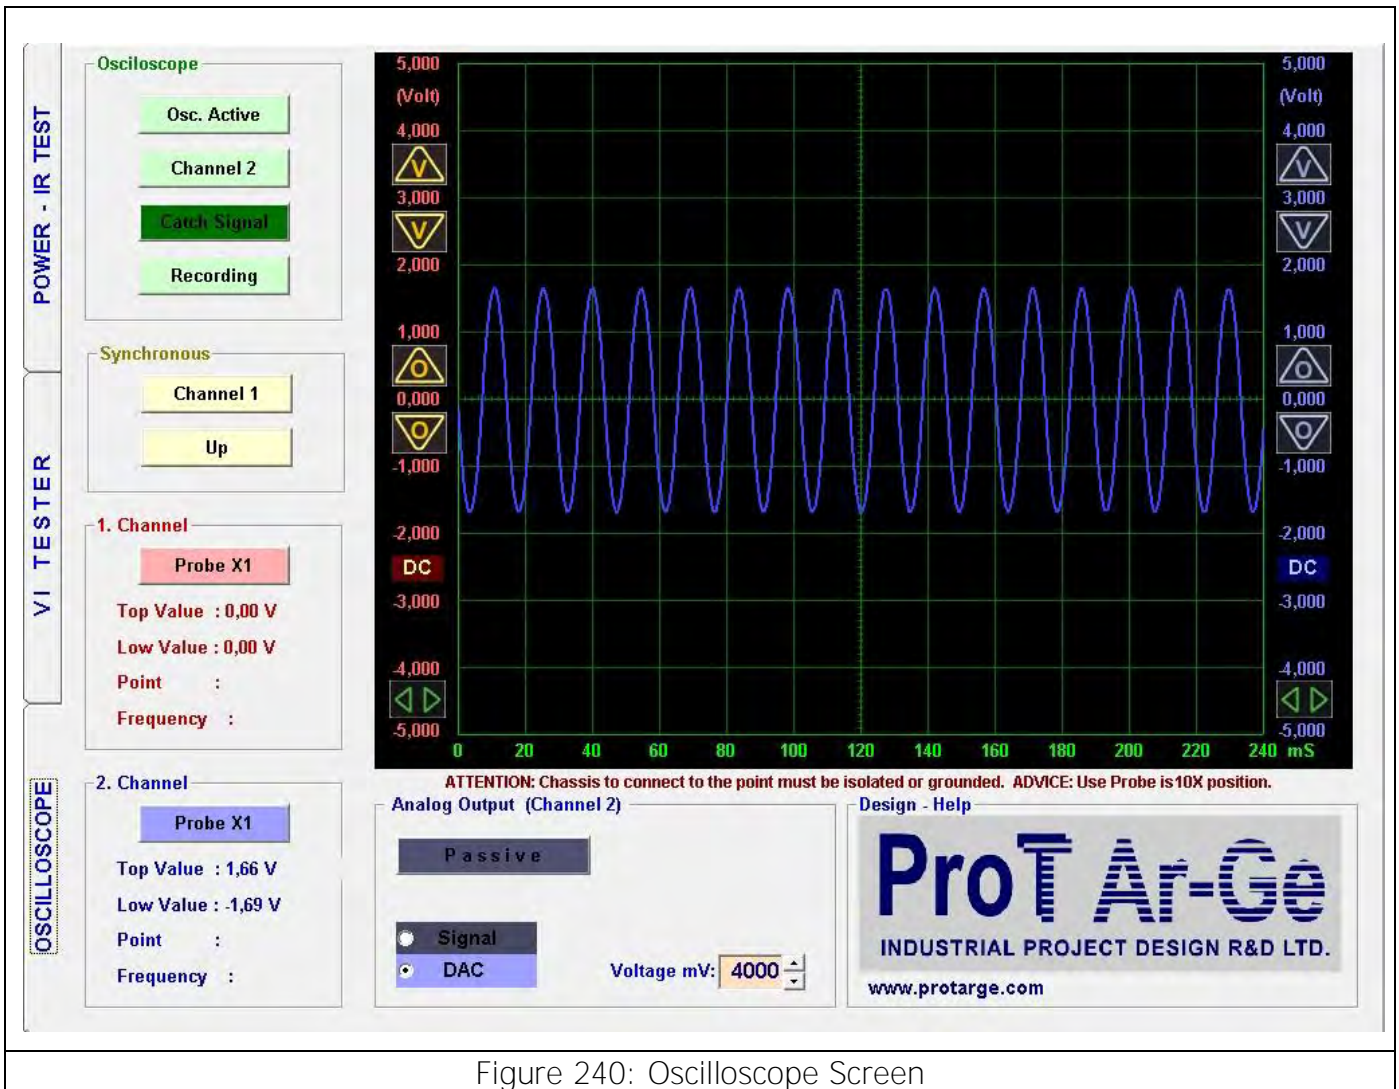 POWER - IR TEST
VI TESTER
OSCILLOSCOPE
Osciloscope
Osc. Active
Channel 2
Catch Signal
Recording
Synchronous
Channel 1
Up
1. Channel
Probe X1
Top Value : 0,00 V
Low Value : 0,00 V
Point :
Frequency :
2. Channel
Probe X1
Top Value : 1,66 V
Low Value : -1,69 V
Point :
Frequency :
5,000
(Volt)
4,000
V
3,000
V
2,000
1,000
O
0,000
O
-1,000
-2,000
DC
-3,000
-4,000
-5,000
5,000
(Volt)
4,000
V
3,000
V
2,000
1,000
O
0,000
O
-1,000
-2,000
DC
-3,000
-4,000
-5,000
0 20 40 60 80 100 120 140 160 180 200 220 240 mS
ATTENTION: Chassis to connect to the point must be isolated or grounded. ADVICE: Use Probe is10X position.
Analog Output (Channel 2)
Passive
Signal
DAC
Voltage mV: 4000
Design - Help
ProT Ar-Ge
INDUSTRIAL PROJECT DESIGN R&D LTD.
www.protarge.com
Figure 240: Oscilloscope Screen